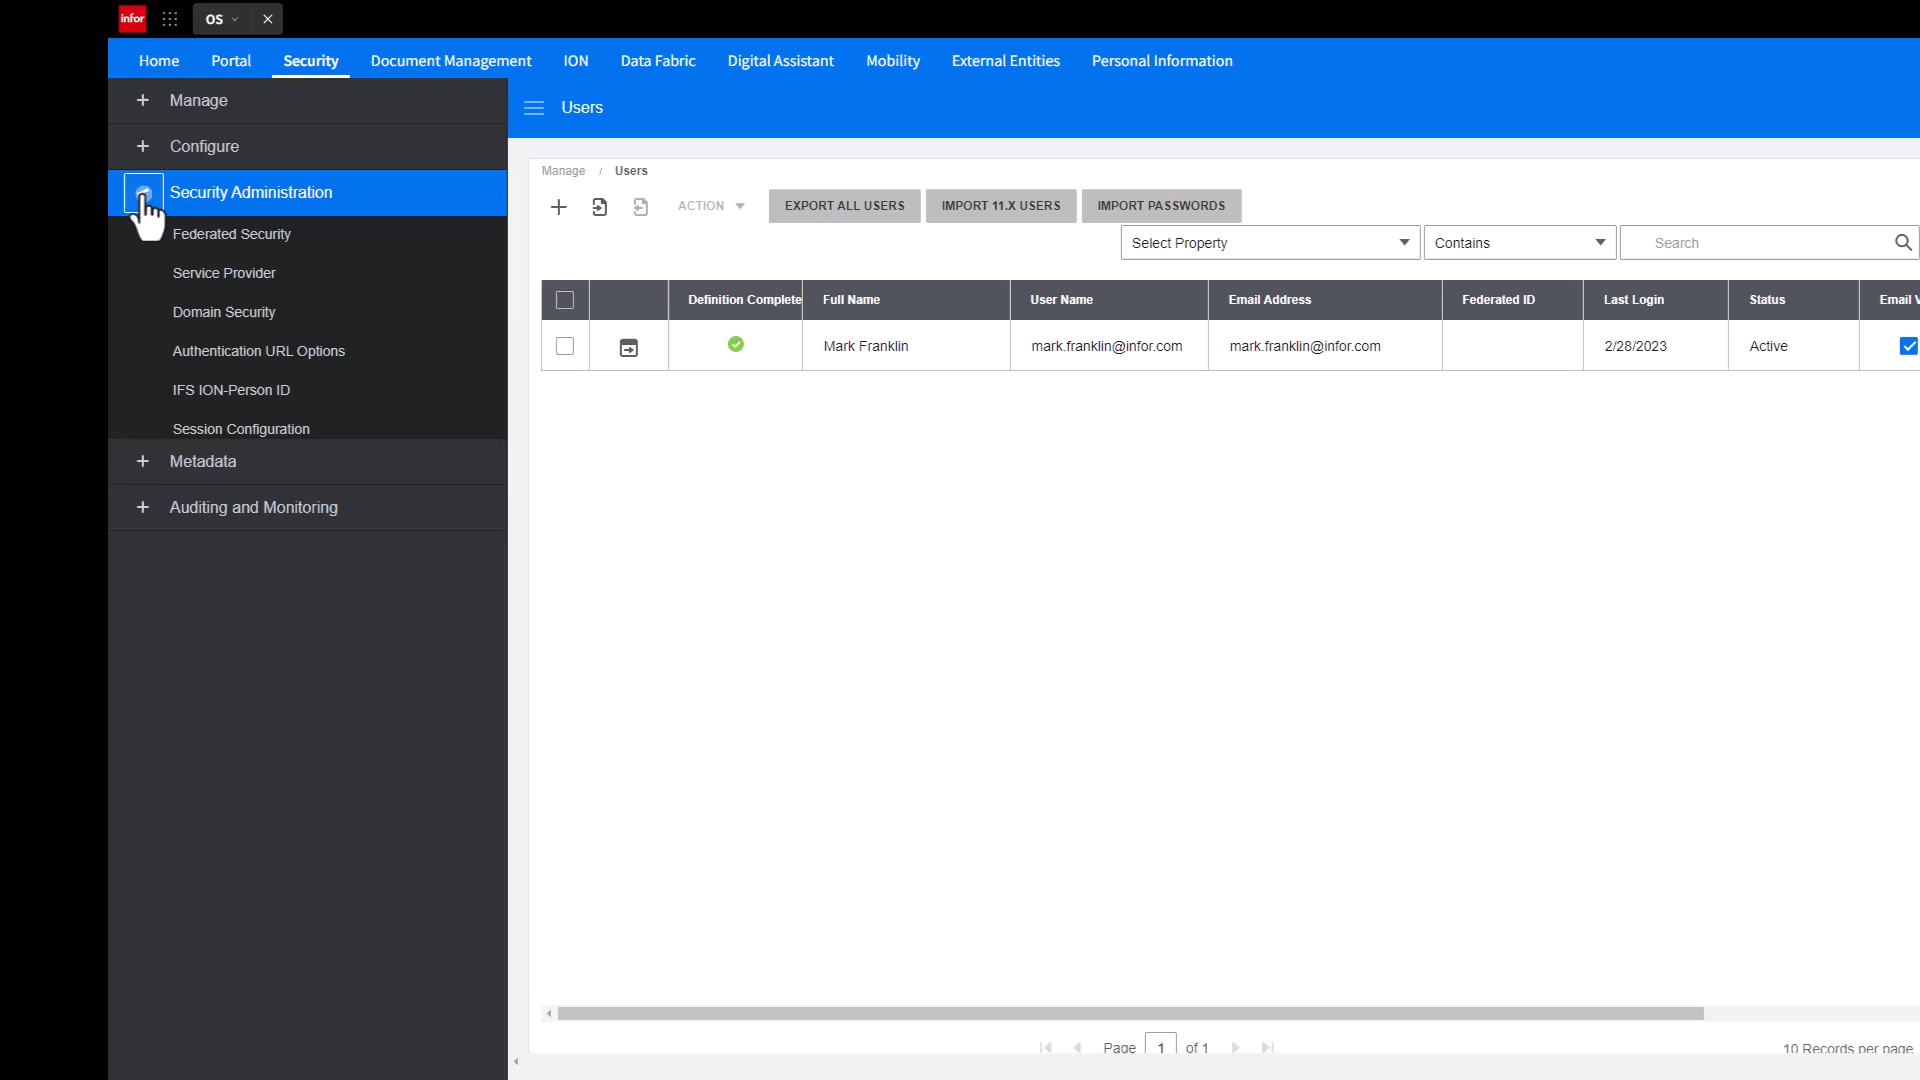 infor
OS
Home Portal Security Document Management ION Data Fabric Digital Assistant Mobility External Entities Personal Information
Manage
Configure
Security Administration
Federated Security
Service Provider
Domain Security
Authentication URL Options
IFS ION-Person ID
Session Configuration
Metadata
Auditing and Monitoring
Users
Manage / Users
ACTION EXPORT ALL USERS IMPORT 11.X USERS IMPORT PASSWORDS
Select Property Contains Search
Definition Complete Full Name User Name Email Address Federated ID Last Login Status Email
Mark Franklin mark.franklin@infor.com mark.franklin@infor.com 2/28/2023 Active
Page 1 of 1 10 Records per page